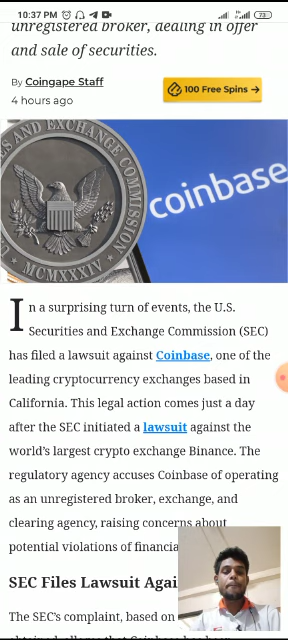 10:37 PM
73
unregistered broker, dealing in offer
and sale of securities.
By Coingape Staff
4 hours ago
100 Free Spins →
S AND EXCHANGE COMMISSION
MCMXXXIV
coinbase
In a surprising turn of events, the U.S.
Securities and Exchange Commission (SEC)
has filed a lawsuit against Coinbase, one of the
leading cryptocurrency exchanges based in
California. This legal action comes just a day
after the SEC initiated a lawsuit against the
world's largest crypto exchange Binance. The
regulatory agency accuses Coinbase of operating
as an unregistered broker, exchange, and
clearing agency, raising concerns about
potential violations of financia
SEC Files Lawsuit Agai
The SEC's complaint, based on